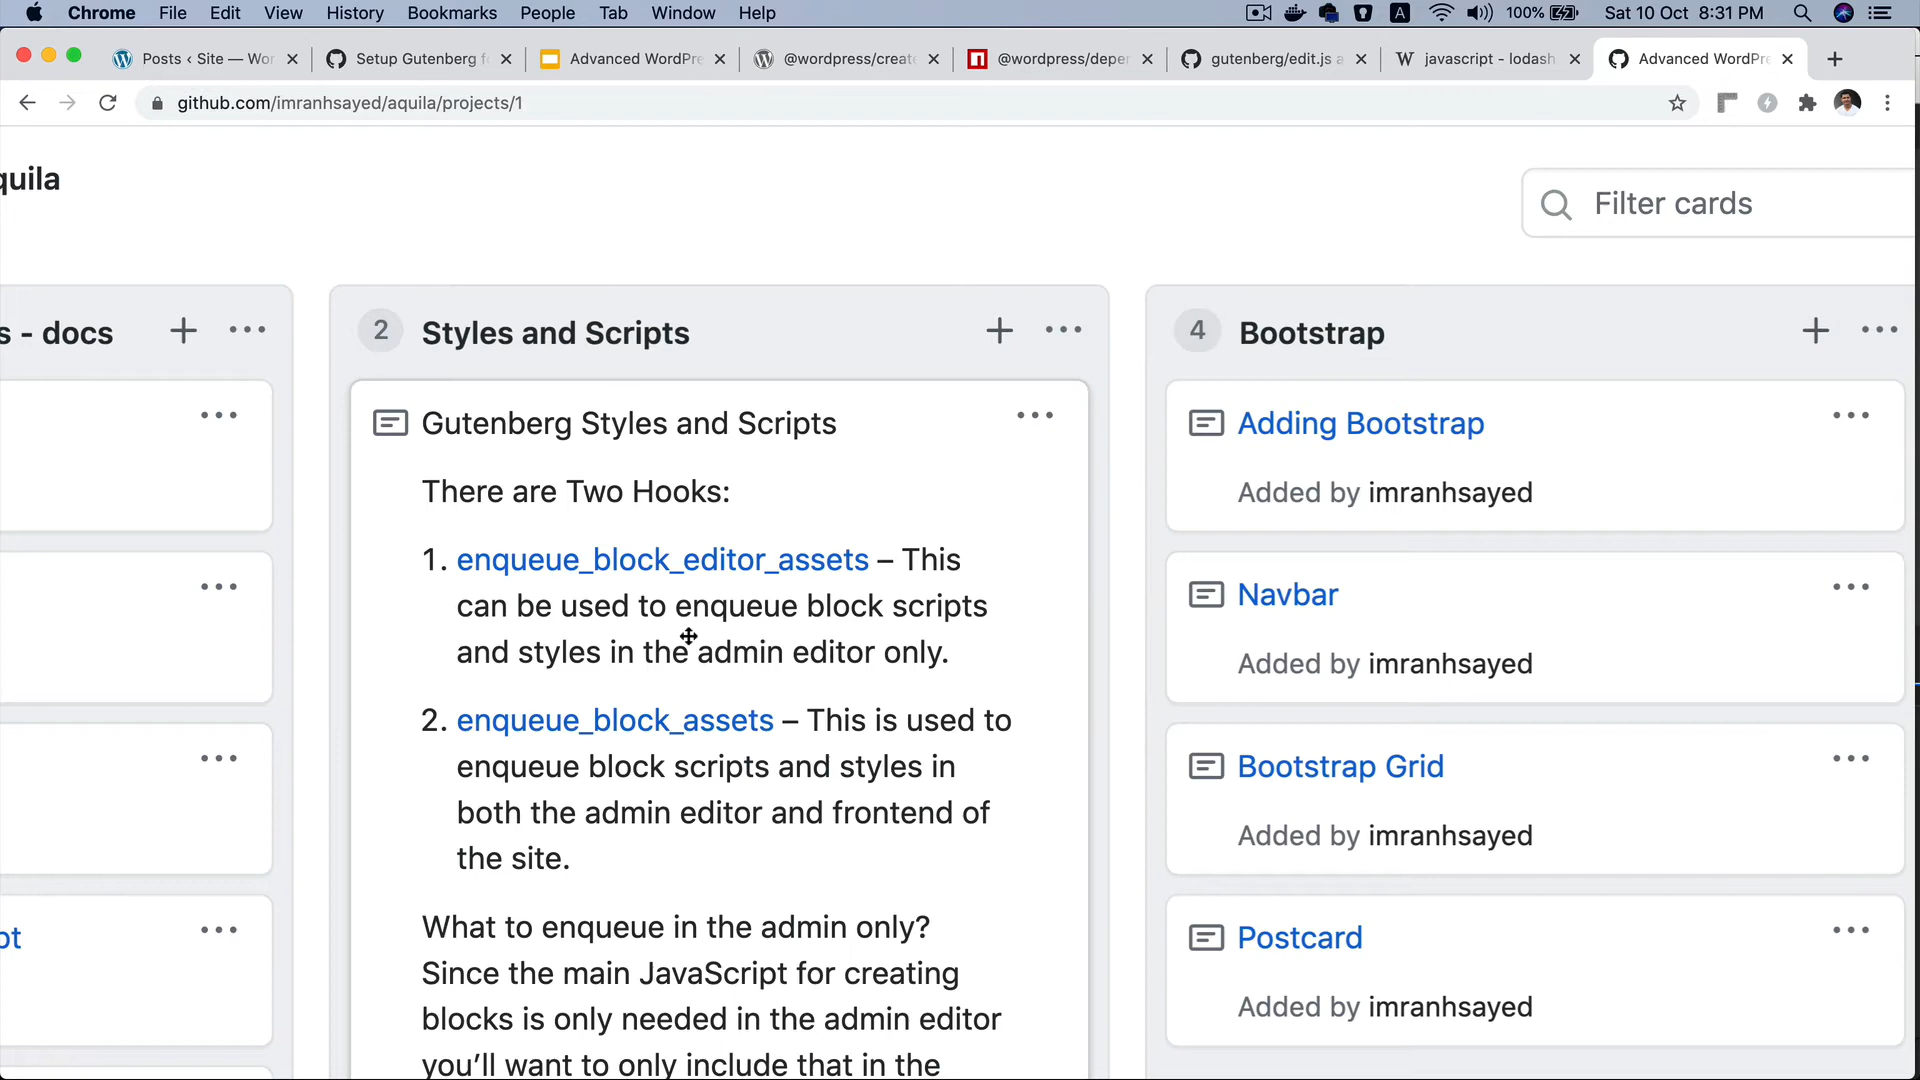 Chrome File Edit View History Bookmarks People Tab Window Help 100% Sat 10 Oct 8:31 PM
Posts ‹ Site — Wor
Setup Gutenberg f
Advanced WordPre
@wordpress/create
@wordpress/deper
gutenberg/edit.js a
W javascript - lodash
Advanced WordPre
github.com/imranhsayed/aquila/projects/1
quila
Filter cards
s - docs
2 Styles and Scripts
4 Bootstrap
Gutenberg Styles and Scripts
There are Two Hooks:
1. enqueue_block_editor_assets – This
can be used to enqueue block scripts
and styles in the admin editor only.
2. enqueue_block_assets – This is used to
enqueue block scripts and styles in
both the admin editor and frontend of
the site.
What to enqueue in the admin only?
Since the main JavaScript for creating
blocks is only needed in the admin editor
you’ll want to only include that in the
Adding Bootstrap
Added by imranhsayed
Navbar
Added by imranhsayed
Bootstrap Grid
Added by imranhsayed
Postcard
Added by imranhsayed
pt